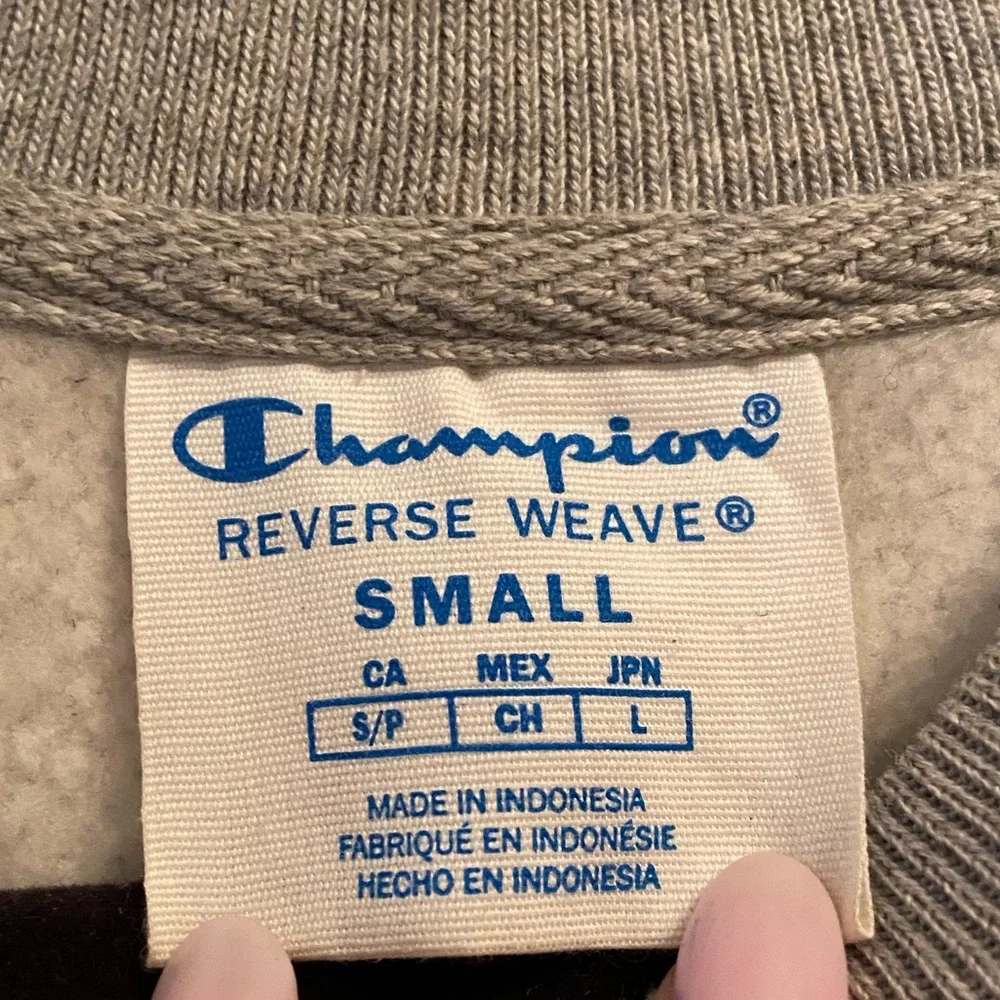 Champion®
REVERSE WEAVE®
SMALL
CA MEX JPN
S/P CH L
MADE IN INDONESIA
FABRIQUÉ EN INDONÉSIE
HECHO EN INDONESIA